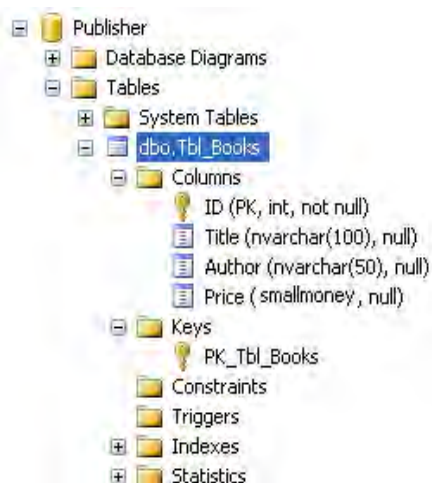 Publisher
Database Diagrams
Tables
System Tables
dbo.Tbl_Books
Columns
ID (PK, int, not null)
Title (nvarchar(100), null)
Author (nvarchar(50), null)
Price ( smallmoney , null)
Keys
PK_Tbl_Books
Constraints
Triggers
Indexes
Statistics